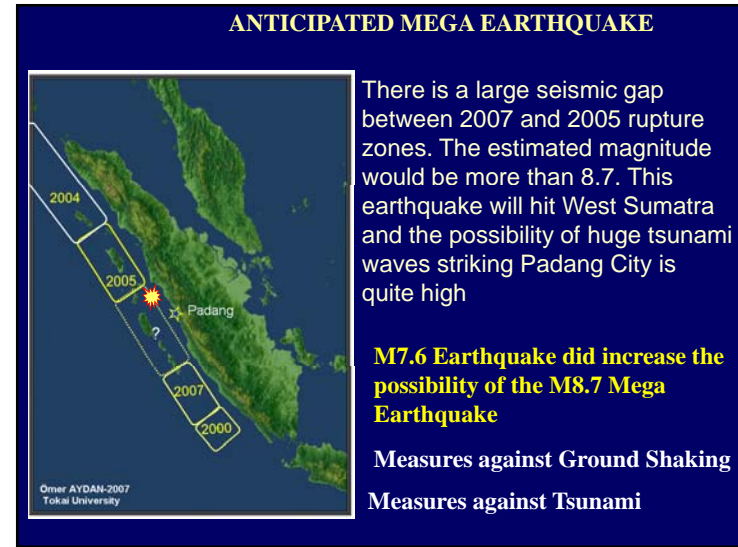 ANTICIPATED MEGA EARTHQUAKE
There is a large seismic gap
between 2007 and 2005 rupture
zones. The estimated magnitude
would be more than 8.7. This
earthquake will hit West Sumatra
and the possibility of huge tsunami
waves striking Padang City is
quite high
2004
2005
Padang
?
2007
2000
Ömer AYDAN-2007
Tokai University
M7.6 Earthquake did increase the
possibility of the M8.7 Mega
Earthquake
Measures against Ground Shaking
Measures against Tsunami